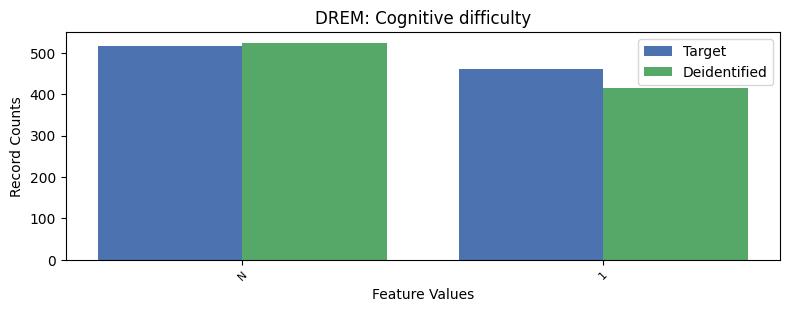 DREM: Cognitive difficulty
Target
Deidentified
Record Counts
500
400
300
200
100
0
N
1
Feature Values